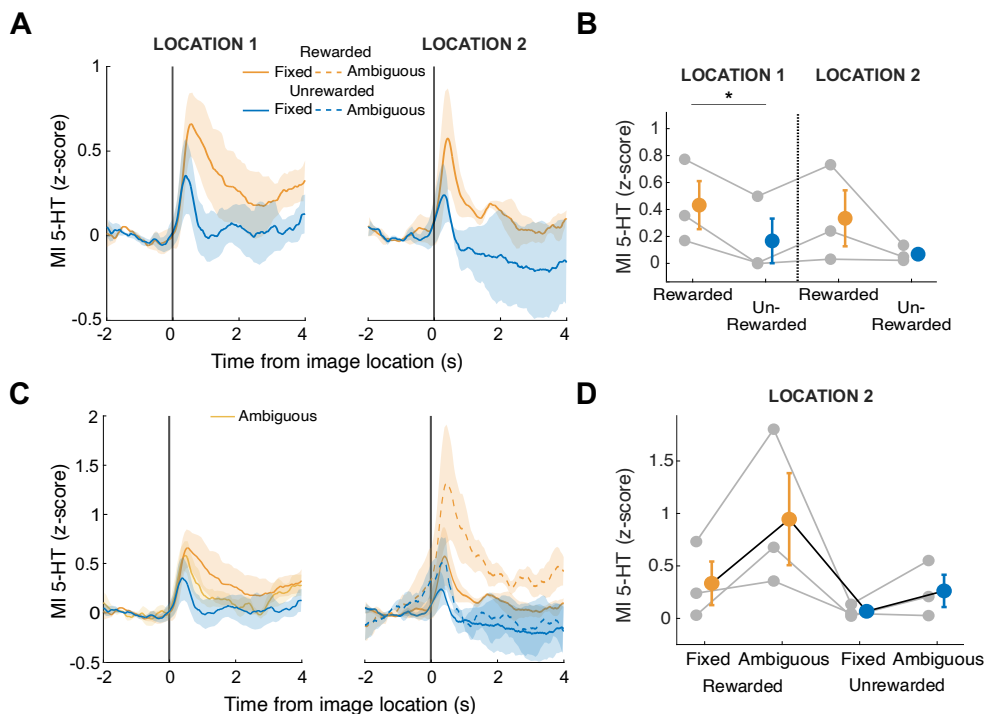 A
LOCATION 1
LOCATION 2
Rewarded
Fixed Ambiguous
Unrewarded
Fixed Ambiguous
MI 5-HT (z-score)
1
0.5
0
-0.5
-2 0 2 4
-2 0 2 4
Time from image location (s)
B
LOCATION 1
LOCATION 2
*
MI 5-HT (z-score)
1
0.8
0.6
0.4
0.2
0
Rewarded
Un-
Rewarded
Rewarded
Un-
Rewarded
C
Ambiguous
MI 5-HT (z-score)
2
1.5
1
0.5
0
-0.5
-2 0 2 4
-2 0 2 4
Time from image location (s)
D
LOCATION 2
MI 5-HT (z-score)
1.5
1
0.5
0
Fixed Ambiguous Fixed Ambiguous
Rewarded Unrewarded